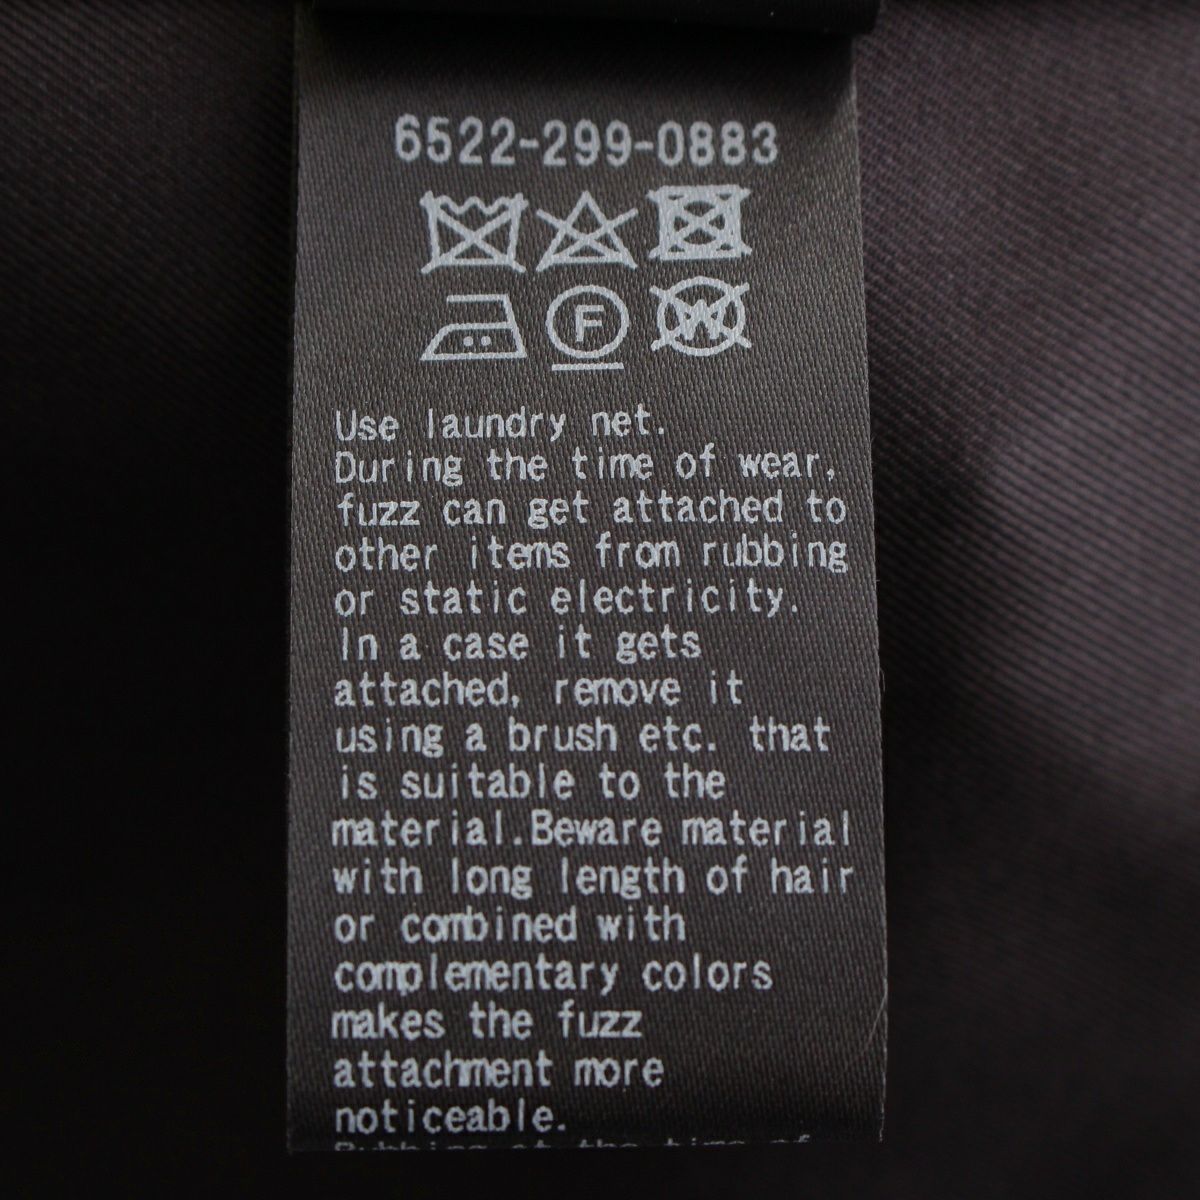 6522-299-0883
F W
Use laundry net.
During the time of wear,
fuzz can get attached to
other items from rubbing
or static electricity.
In a case it gets
attached, remove it
using a brush etc. that
is suitable to the
material.Beware material
with long length of hair
or combined with
complementary colors
makes the fuzz
attachment more
noticeable.